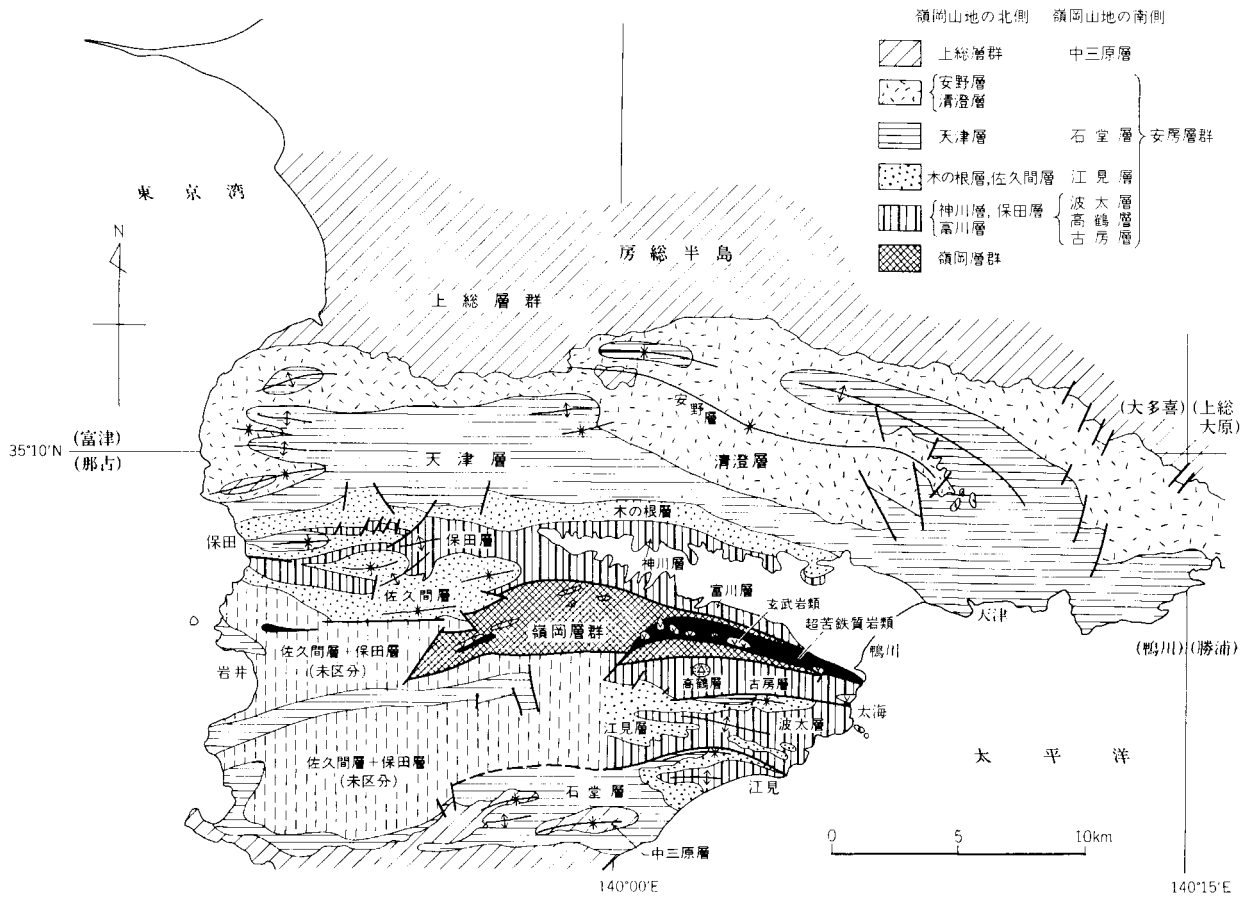 嶺岡山地の北側 嶺岡山地の南側
上総層群 中三原層
安野層
清澄層
天津層 石堂層 安房層群
木の根層,佐久間層 江見層
神川層,保田層 波太層
富川層 高鶴層
古房層
嶺岡層群
東京湾
N
房総半島
上総層群
安野層
(大多喜) (上総大原)
35°10'N (富津)
(那古)
天津層
清澄層
木の根層
保田
保田層
神川層
佐久間層
富川層
玄武岩類
超苦鉄質岩類
天津
嶺岡層群
鴨川
(鴨川) (勝浦)
佐久間層+保田層
(未区分)
岩井
高鶴層
古房層
太海
江見層
波太層
太平洋
佐久間層+保田層
(未区分)
石堂層
江見
中三原層
0 5 10km
140°00'E
140°15'E